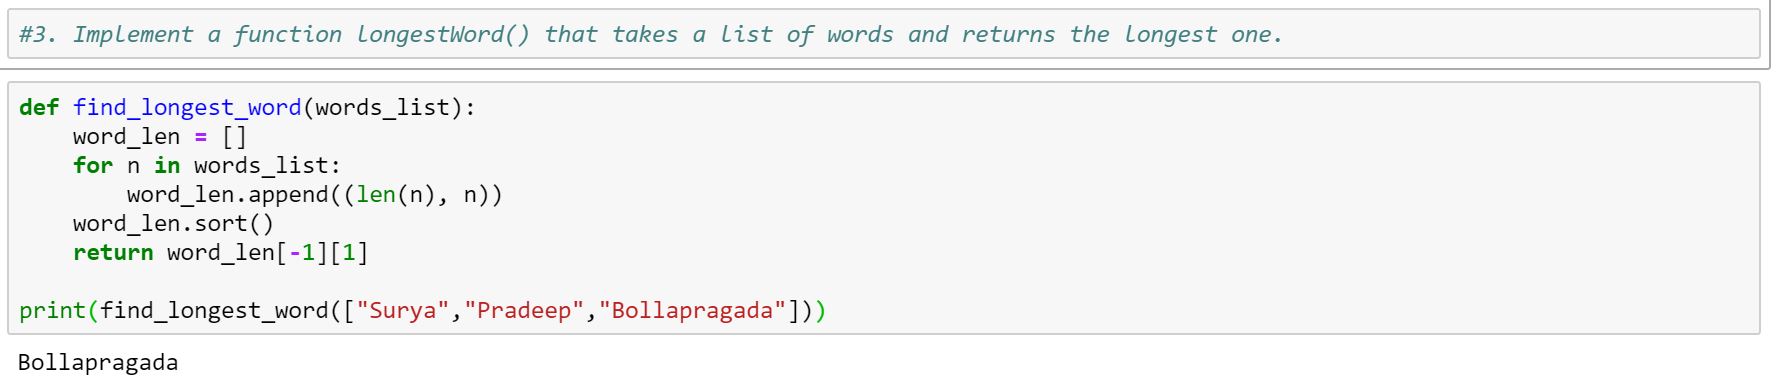 #3. Implement a function longestWord() that takes a list of words and returns the longest one.
def find_longest_word(words_list):
    word_len = []
    for n in words_list:
        word_len.append((len(n), n))
    word_len.sort()
    return word_len[-1][1]
print(find_longest_word(["Surya","Pradeep","Bollapragada"]))
Bollapragada